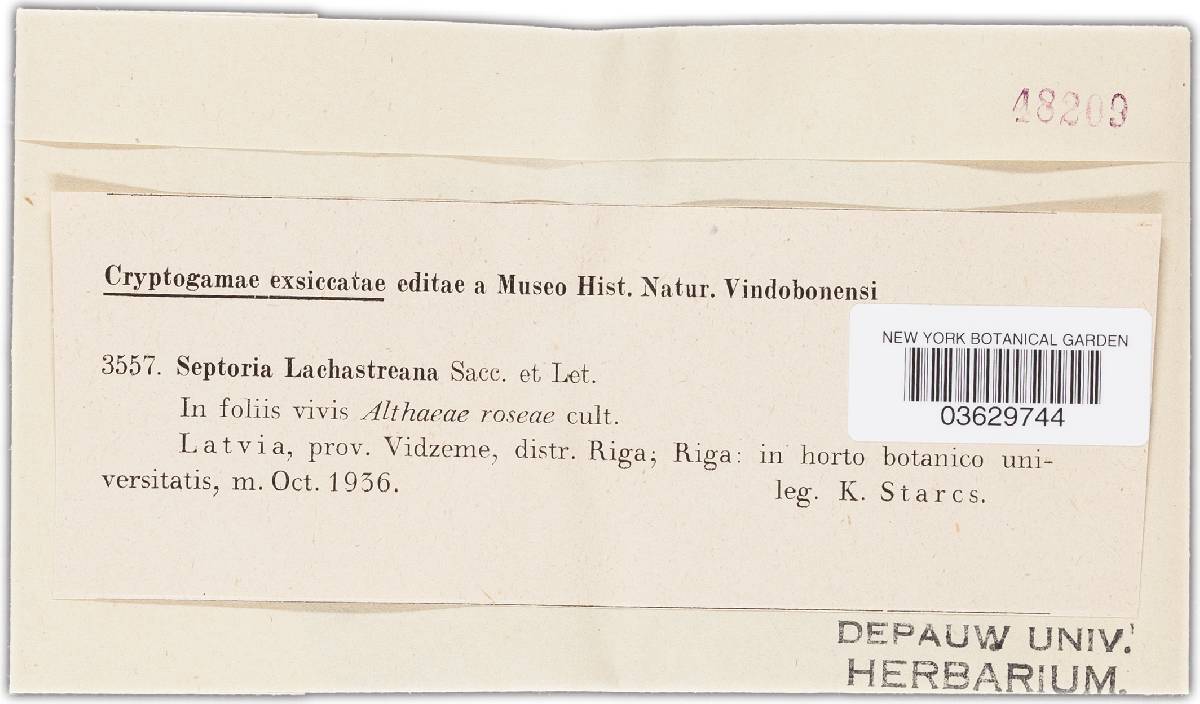 48209
Cryptogamae exsiccatae editae a Museo Hist. Natur. Vindobonensi
NEW YORK BOTANICAL GARDEN
03629744
3557. Septoria Lachastreana Sacc. et Let.
In foliis vivis Althaeae roseae cult.
Latvia, prov. Vidzeme, distr. Riga; Riga: in horto botanico uni-
versitatis, m. Oct. 1936. leg. K. Starcs.
DEPAUW UNIV.
HERBARIUM.